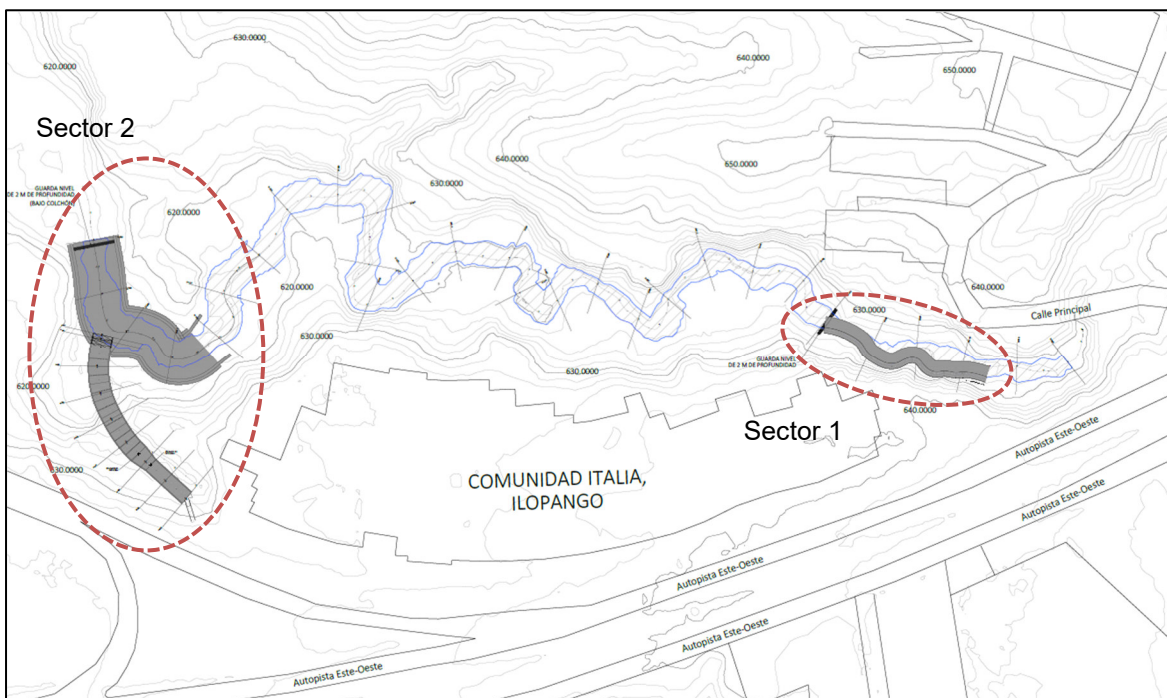 630.0000
620.0000
640.0000
650.0000
Sector 2
640.0000
650.0000
630.0000
GUARDA NIVEL
DE 2 M DE PROFUNDIDAD
(BAJO COLCHÓN)
620.0000
620.0000
640.0000
630.0000
Calle Principal
630.0000
GUARDA NIVEL
DE 2 M DE PROFUNDIDAD
630.0000
620.0000
640.0000
Sector 1
Autopista Este-Oeste
630.0000
COMUNIDAD ITALIA,
ILOPANGO
Autopista Este-Oeste
Autopista Este-Oeste
Autopista Este-Oeste
Autopista Este-Oeste